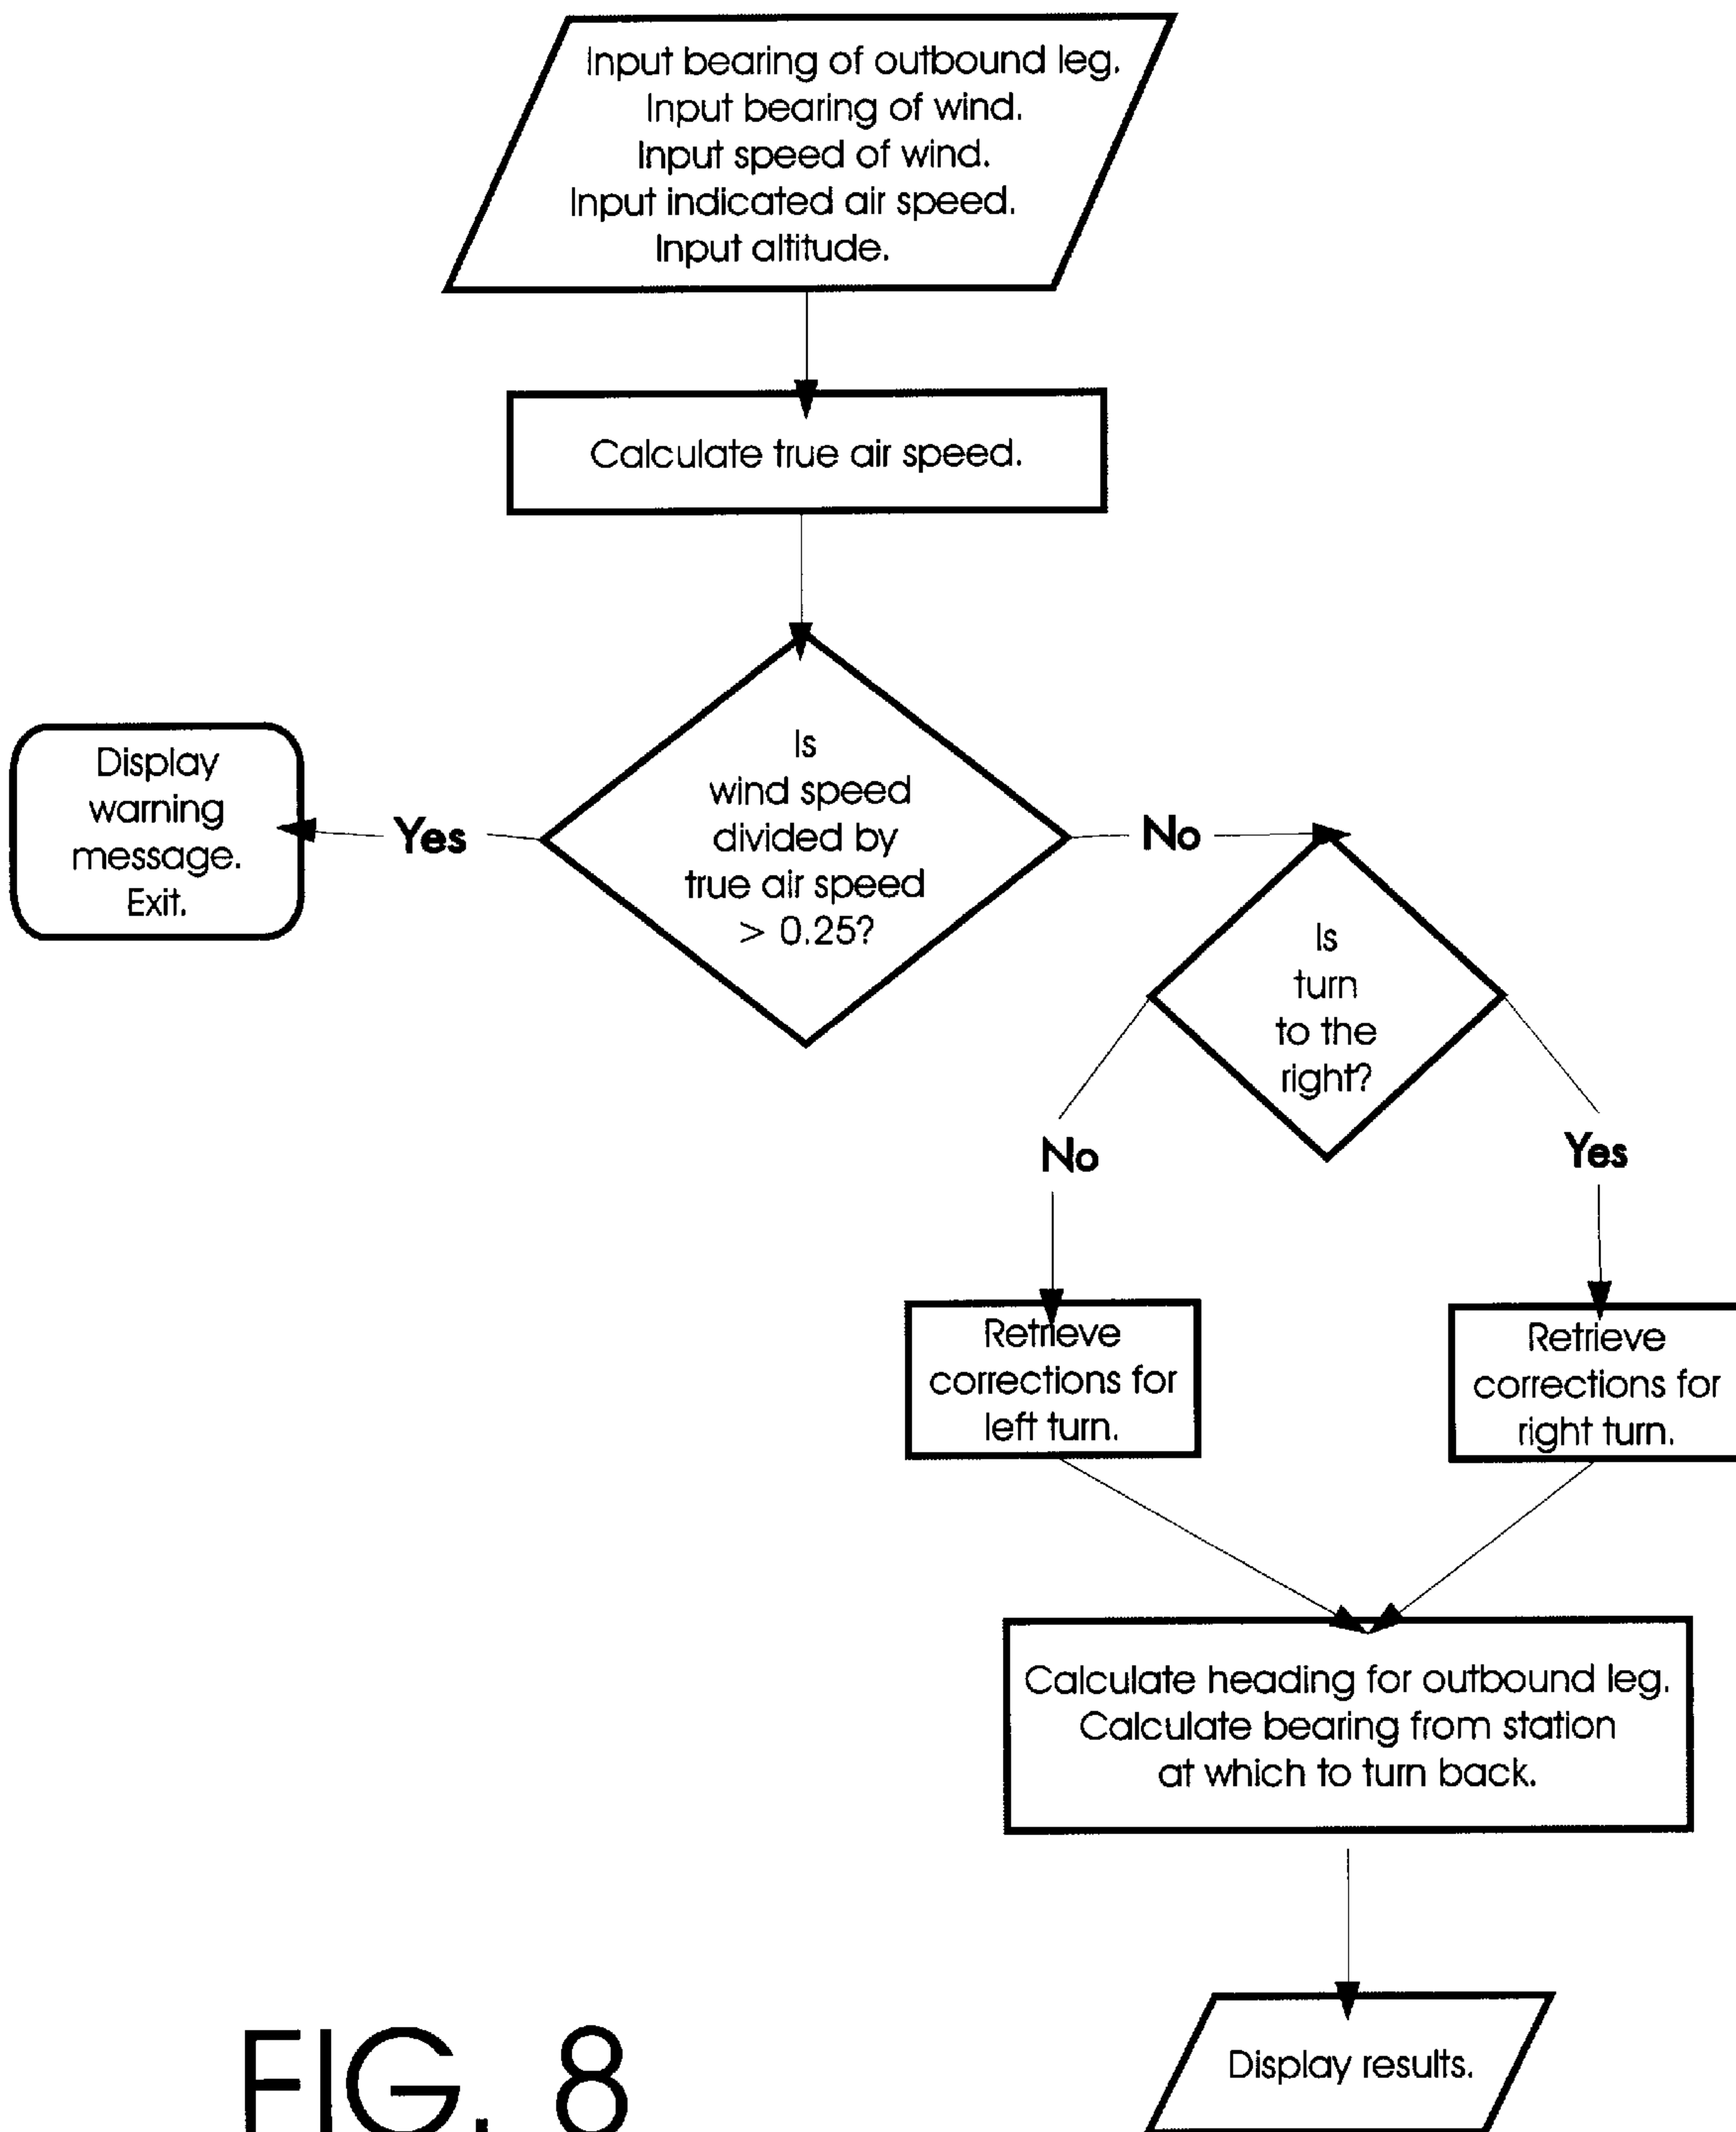 Input bearing of outbound leg.
Input bearing of wind.
Input speed of wind.
Input indicated air speed.
Input altitude.
Calculate true air speed.
Is
wind speed
divided by
true air speed
> 0.25?
Yes
Display
warning
message.
Exit.
No
Is
turn
to the
right?
No
Yes
Retrieve
corrections for
left turn.
Retrieve
corrections for
right turn.
Calculate heading for outbound leg.
Calculate bearing from station
at which to turn back.
Display results.
FIG. 8